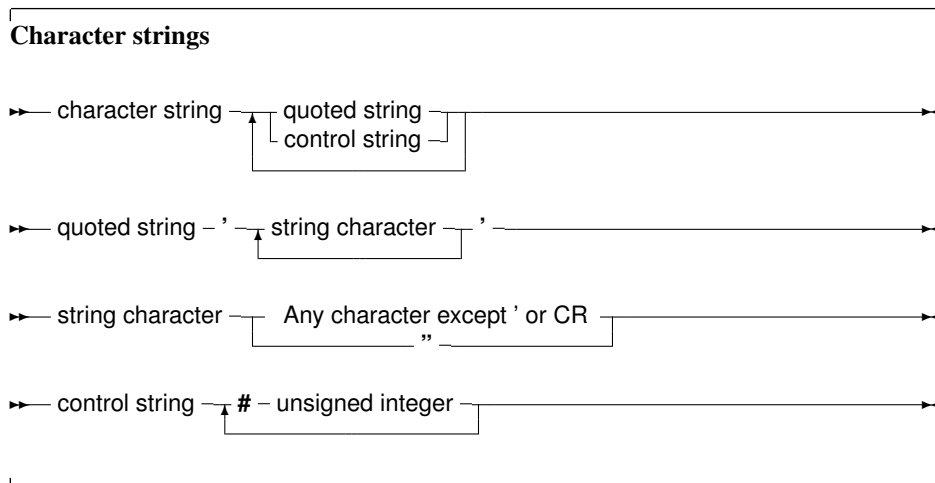 Character strings
character string quoted string
control string
quoted string ’ string character ’
string character Any character except ’ or CR
”
control string # unsigned integer